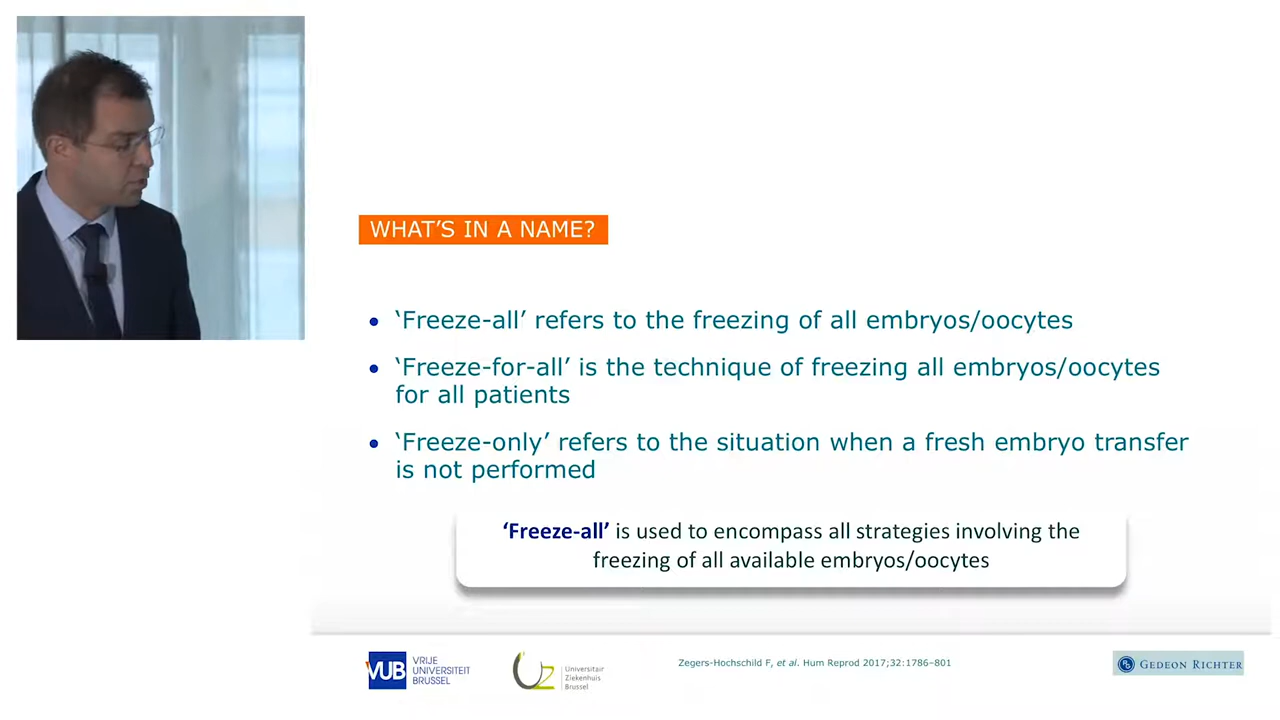 WHAT'S IN A NAME?
• ‘Freeze-all’ refers to the freezing of all embryos/oocytes
• ‘Freeze-for-all’ is the technique of freezing all embryos/oocytes
for all patients
• ‘Freeze-only’ refers to the situation when a fresh embryo transfer
is not performed
‘Freeze-all’ is used to encompass all strategies involving the
freezing of all available embryos/oocytes
VUB
VRIJE
UNIVERSITEIT
BRUSSEL
UZ
Universitair
Ziekenhuis
Brussel
Zegers-Hochschild F, et al. Hum Reprod 2017;32:1786–801
GEDEON RICHTER